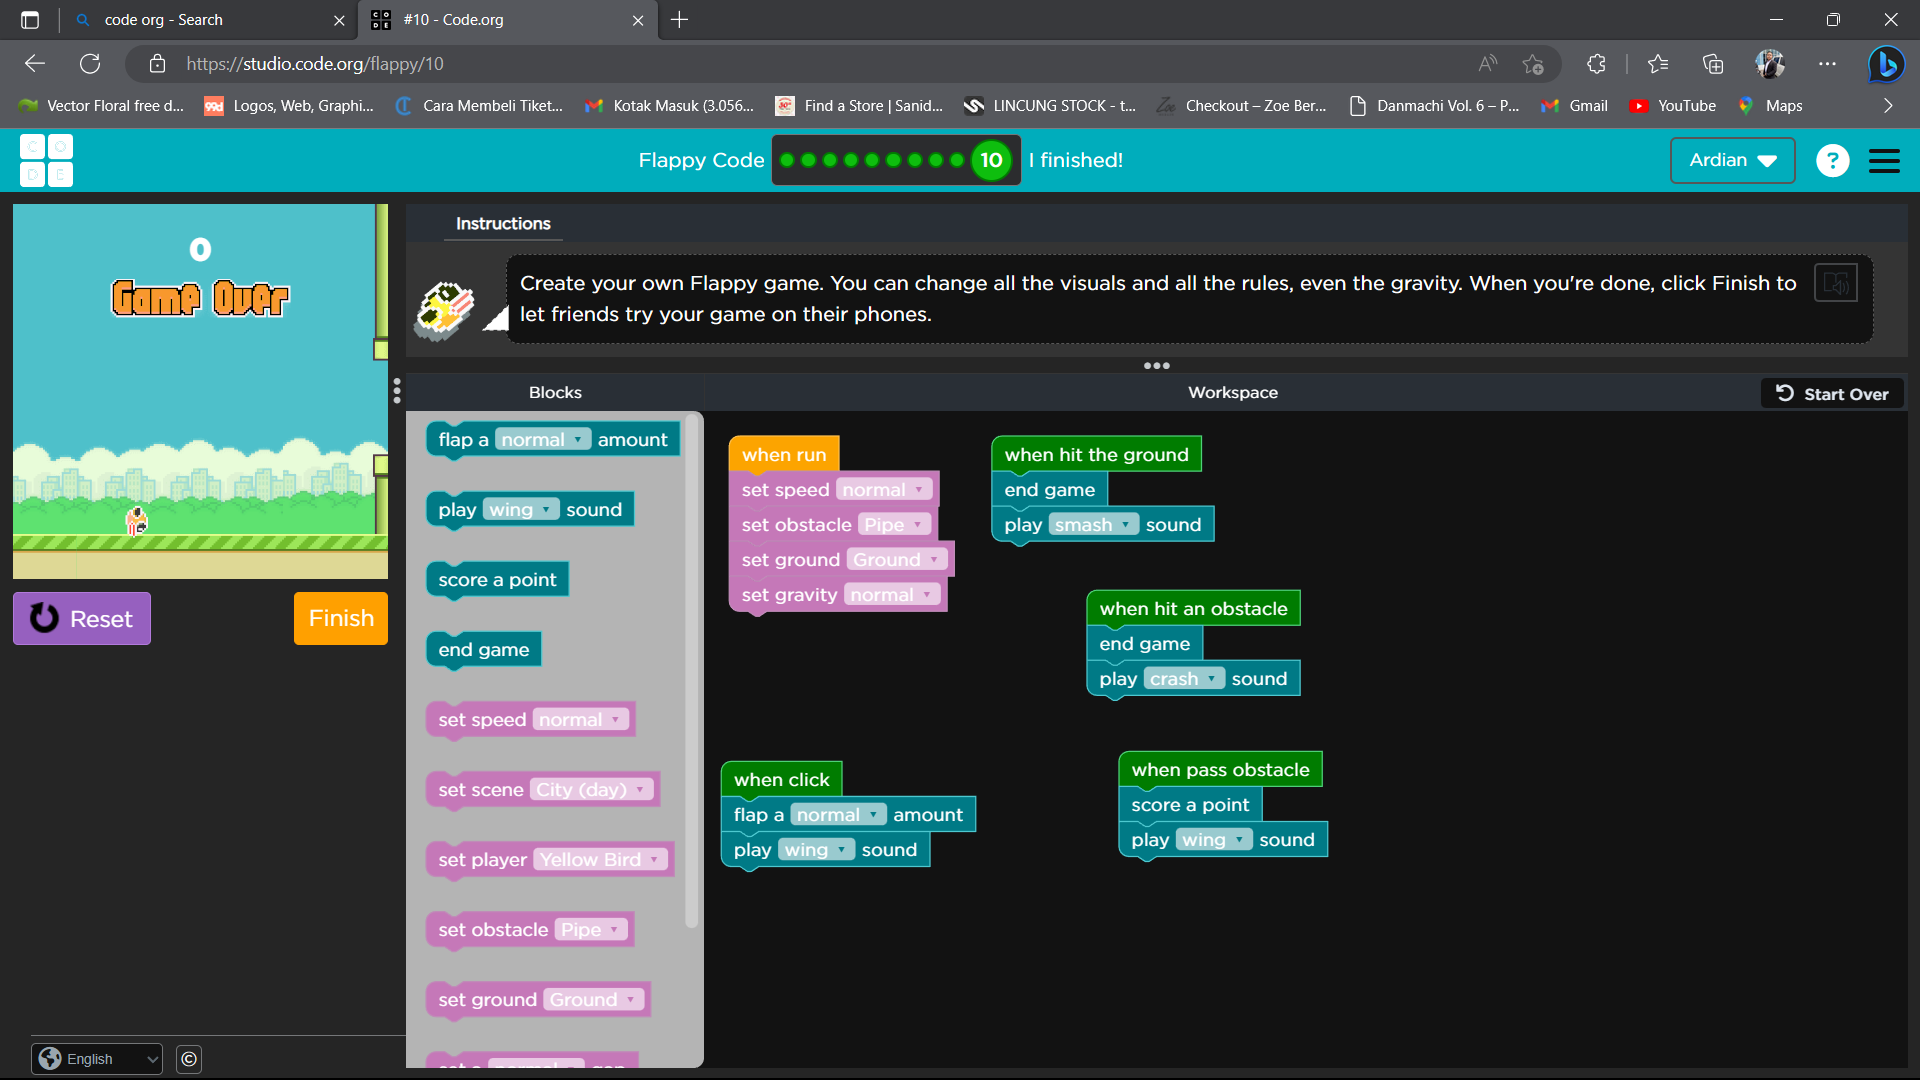 code org - Search
#10 - Code.org
https://studio.code.org/flappy/10
Vector Floral free d...
Logos, Web, Graphi...
Cara Membeli Tiket...
Kotak Masuk (3.056...
Find a Store | Sanid...
LINCUNG STOCK - t...
Checkout – Zoe Ber...
Danmachi Vol. 6 – P...
Gmail
YouTube
Maps
C O
D E
Flappy Code
10
I finished!
Ardian
?
0
Game Over
Reset
Finish
Instructions
Create your own Flappy game. You can change all the visuals and all the rules, even the gravity. When you're done, click Finish to
let friends try your game on their phones.
Blocks
Workspace
Start Over
flap a normal amount
play wing sound
score a point
end game
set speed normal
set scene City (day)
set player Yellow Bird
set obstacle Pipe
set ground Ground
when run
set speed normal
set obstacle Pipe
set ground Ground
set gravity normal
when hit the ground
end game
play smash sound
when hit an obstacle
end game
play crash sound
when click
flap a normal amount
play wing sound
when pass obstacle
score a point
play wing sound
English
©